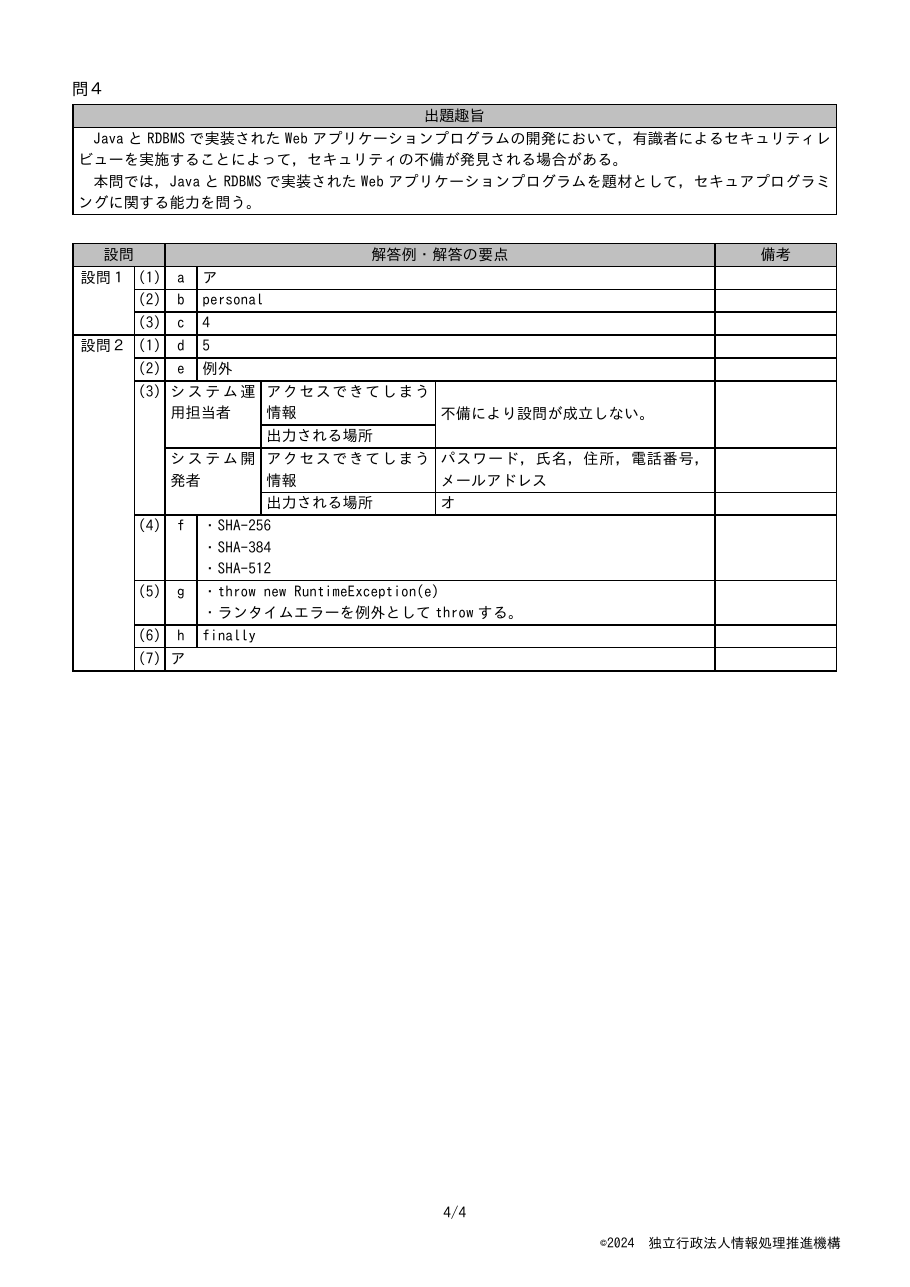 問４
出題趣旨
Java と RDBMS で実装された Web アプリケーションプログラムの開発において，有識者によるセキュリティレ
ビューを実施することによって，セキュリティの不備が発見される場合がある。
本問では，Java と RDBMS で実装された Web アプリケーションプログラムを題材として，セキュアプログラミ
ングに関する能力を問う。
設問 解答例・解答の要点 備考
設問１ (1) a ア
(2) b personal
(3) c 4
設問２ (1) d 5
(2) e 例外
(3) システム運 アクセスできてしまう
用担当者 情報 不備により設問が成立しない。
出力される場所
システム開 アクセスできてしまう パスワード，氏名，住所，電話番号，
発者 情報 メールアドレス
出力される場所 オ
(4) f ・SHA-256
・SHA-384
・SHA-512
(5) g ・throw new RuntimeException(e)
・ランタイムエラーを例外として throw する。
(6) h finally
(7) ア
4/4
©2024 独立行政法人情報処理推進機構